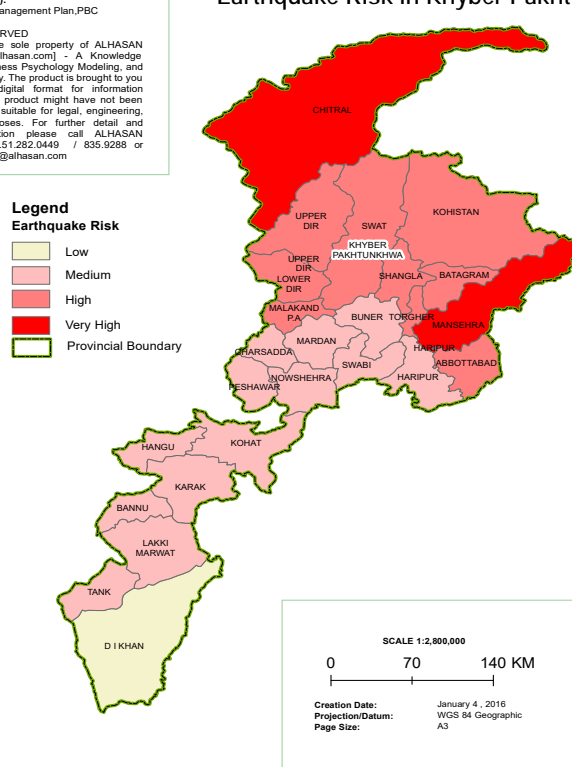 Earthquake Risk in Khyber Pakht
anagement Plan,PBC
RVED
e sole property of ALHASAN
lhasan.com] - A Knowledge
ness Psychology Modeling, and
y. The product is brought to you
digital format for information
product might have not been
suitable for legal, engineering,
oses. For further detail and
tion please call ALHASAN
.51.282.0449 / 835.9288 or
@alhasan.com
Legend
Earthquake Risk
Low
Medium
High
Very High
Provincial Boundary
CHITRAL
UPPER
DIR
SWAT
KOHISTAN
KHYBER
PAKHTUNKHWA
UPPER
DIR
LOWER
DIR
SHANGLA
BATAGRAM
MALAKAND
P.A
BUNER
TORGHER
MANSEHRA
MARDAN
HARIPUR
CHARSADDA
SWABI
ABBOTTABAD
PESHAWAR
NOWSHEHRA
HARIPUR
HANGU
KOHAT
KARAK
BANNU
LAKKI
MARWAT
TANK
D I KHAN
SCALE 1:2,800,000
0 70 140 KM
Creation Date: January 4 , 2016
Projection/Datum: WGS 84 Geographic
Page Size: A3